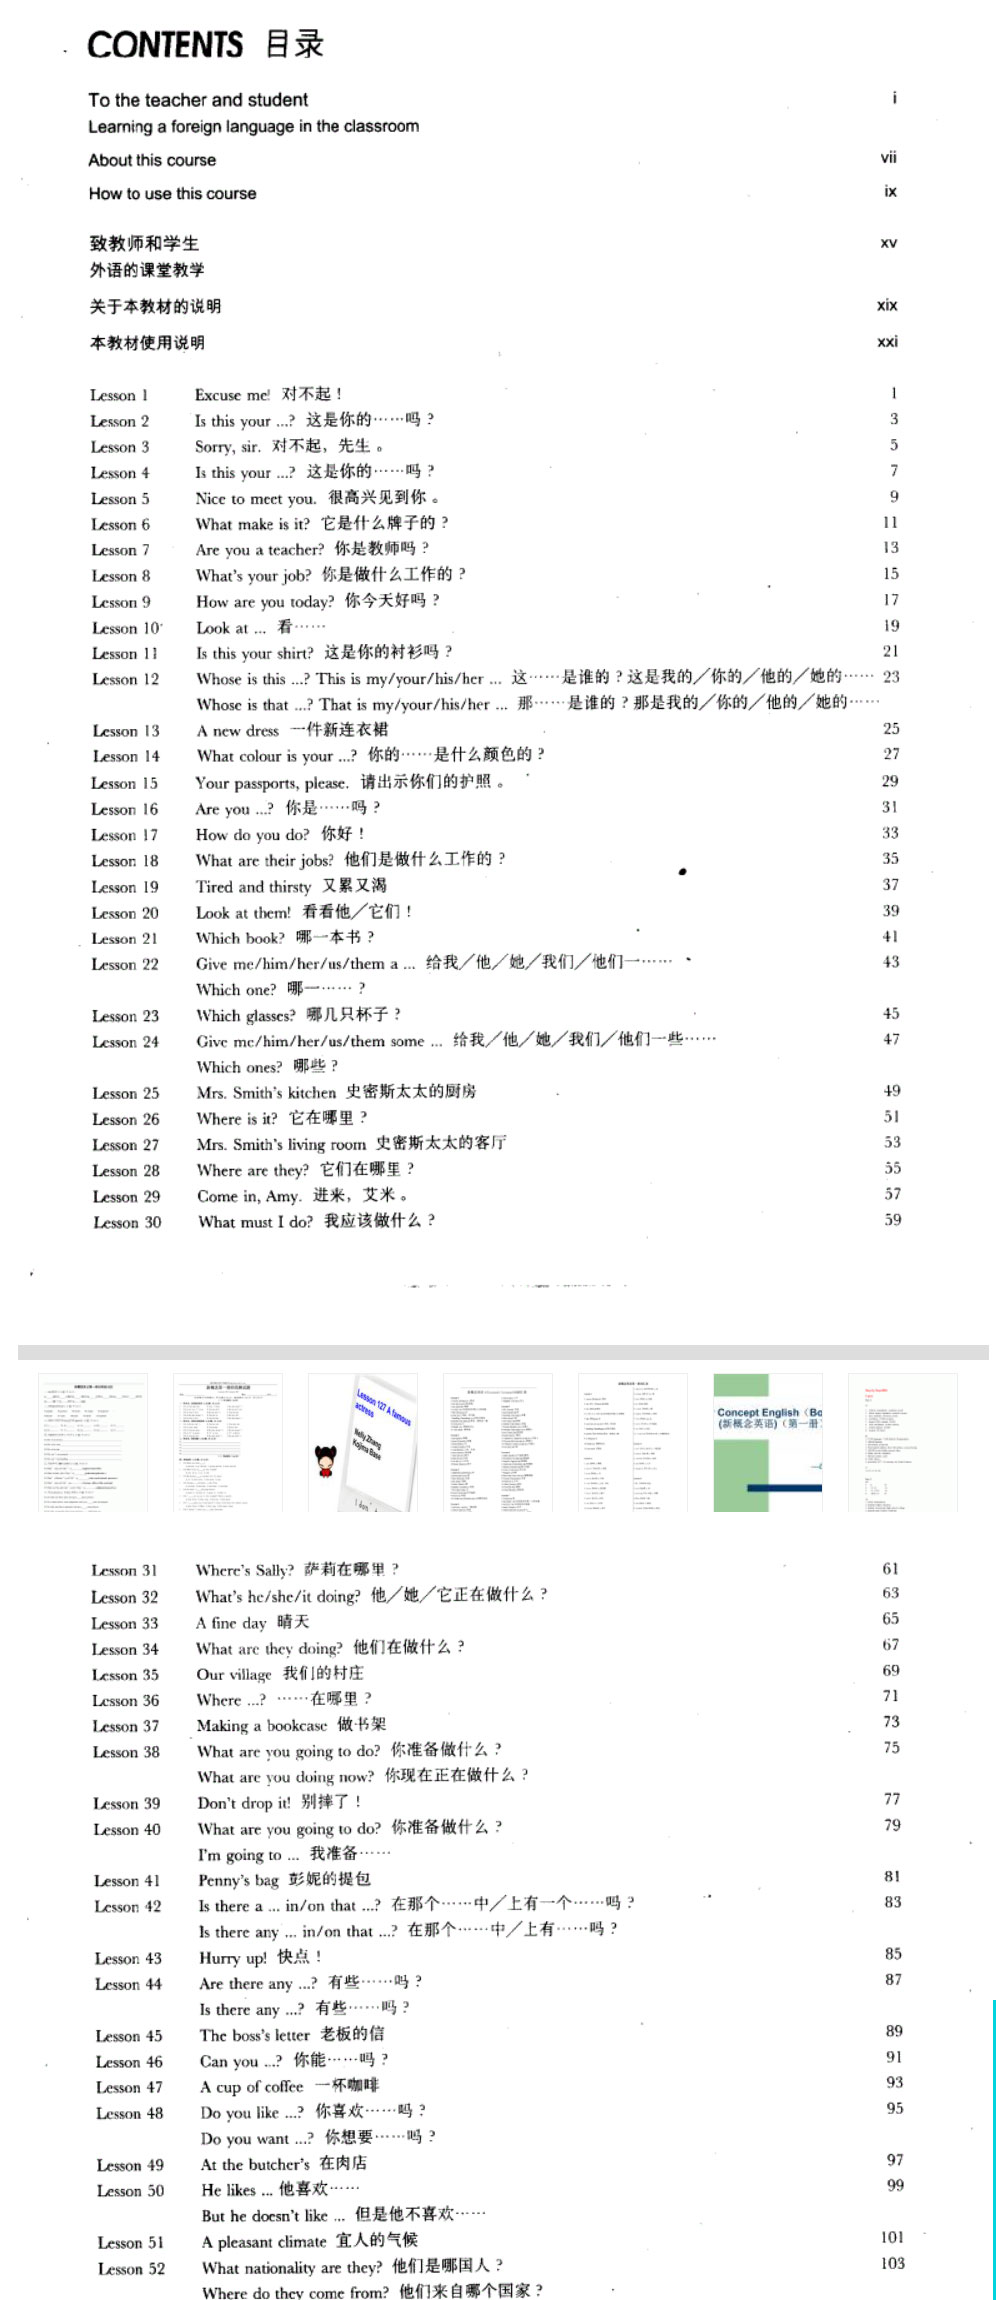 CONTENTS 目录
To the teacher and student i
Learning a foreign language in the classroom
About this course vii
How to use this course ix
致教师和学生 xv
外语的课堂教学
关于本教材的说明 xix
本教材使用说明 xxi
Lesson 1 Excuse me! 对不起！ 1
Lesson 2 Is this your ...? 这是你的……吗？ 3
Lesson 3 Sorry, sir. 对不起，先生。 5
Lesson 4 Is this your ...? 这是你的……吗？ 7
Lesson 5 Nice to meet you. 很高兴见到你。 9
Lesson 6 What make is it? 它是什么牌子的？ 11
Lesson 7 Are you a teacher? 你是教师吗？ 13
Lesson 8 What's your job? 你是做什么工作的？ 15
Lesson 9 How are you today? 你今天好吗？ 17
Lesson 10 Look at ... 看…… 19
Lesson 11 Is this your shirt? 这是你的衬衫吗？ 21
Lesson 12 Whose is this ...? This is my/your/his/her ... 这……是谁的？这是我的／你的／他的／她的…… 23
Whose is that ...? That is my/your/his/her ... 那……是谁的？那是我的／你的／他的／她的……
Lesson 13 A new dress 一件新连衣裙 25
Lesson 14 What colour is your ...? 你的……是什么颜色的？ 27
Lesson 15 Your passports, please. 请出示你们的护照。 29
Lesson 16 Are you ...? 你是……吗？ 31
Lesson 17 How do you do? 你好！ 33
Lesson 18 What are their jobs? 他们是做什么工作的？ 35
Lesson 19 Tired and thirsty 又累又渴 37
Lesson 20 Look at them! 看看他／它们！ 39
Lesson 21 Which book? 哪一本书？ 41
Lesson 22 Give me/him/her/us/them a ... 给我／他／她／我们／他们一…… 43
Which one? 哪一……？
Lesson 23 Which glasses? 哪几只杯子？ 45
Lesson 24 Give me/him/her/us/them some ... 给我／他／她／我们／他们一些…… 47
Which ones? 哪些？
Lesson 25 Mrs. Smith's kitchen 史密斯太太的厨房 49
Lesson 26 Where is it? 它在哪里？ 51
Lesson 27 Mrs. Smith's living room 史密斯太太的客厅 53
Lesson 28 Where are they? 它们在哪里？ 55
Lesson 29 Come in, Amy. 进来，艾米。 57
Lesson 30 What must I do? 我应该做什么？ 59
Lesson 127 A famous
actress
Nelly Zhang
Kojima Base
Concept English（Bo
(新概念英语)（第一册
Lesson 31 Where's Sally? 萨莉在哪里？ 61
Lesson 32 What's he/she/it doing? 他／她／它正在做什么？ 63
Lesson 33 A fine day 晴天 65
Lesson 34 What are they doing? 他们在做什么？ 67
Lesson 35 Our village 我们的村庄 69
Lesson 36 Where ...? ……在哪里？ 71
Lesson 37 Making a bookcase 做书架 73
Lesson 38 What are you going to do? 你准备做什么？ 75
What are you doing now? 你现在正在做什么？
Lesson 39 Don't drop it! 别摔了！ 77
Lesson 40 What are you going to do? 你准备做什么？ 79
I'm going to ... 我准备……
Lesson 41 Penny's bag 彭妮的提包 81
Lesson 42 Is there a ... in/on that ...? 在那个……中／上有一个……吗？ 83
Is there any ... in/on that ...? 在那个……中／上有……吗？
Lesson 43 Hurry up! 快点！ 85
Lesson 44 Are there any ...? 有些……吗？ 87
Is there any ...? 有些……吗？
Lesson 45 The boss's letter 老板的信 89
Lesson 46 Can you ...? 你能……吗？ 91
Lesson 47 A cup of coffee 一杯咖啡 93
Lesson 48 Do you like ...? 你喜欢……吗？ 95
Do you want ...? 你想要……吗？
Lesson 49 At the butcher's 在肉店 97
Lesson 50 He likes ... 他喜欢…… 99
But he doesn't like ... 但是他不喜欢……
Lesson 51 A pleasant climate 宜人的气候 101
Lesson 52 What nationality are they? 他们是哪国人？ 103
Where do they come from? 他们来自哪个国家？